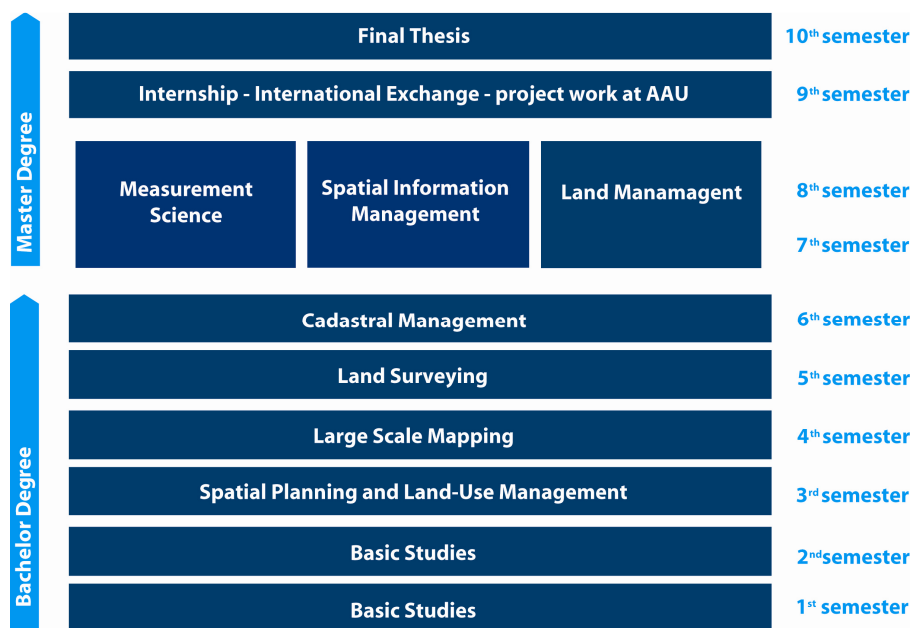 Master Degree
Final Thesis
10th semester
Internship - International Exchange - project work at AAU
9th semester
Measurement
Science
Spatial Information
Management
Land Manamagent
8th semester
7th semester
Bachelor Degree
Cadastral Management
6th semester
Land Surveying
5th semester
Large Scale Mapping
4th semester
Spatial Planning and Land-Use Management
3rd semester
Basic Studies
2ndsemester
Basic Studies
1st semester